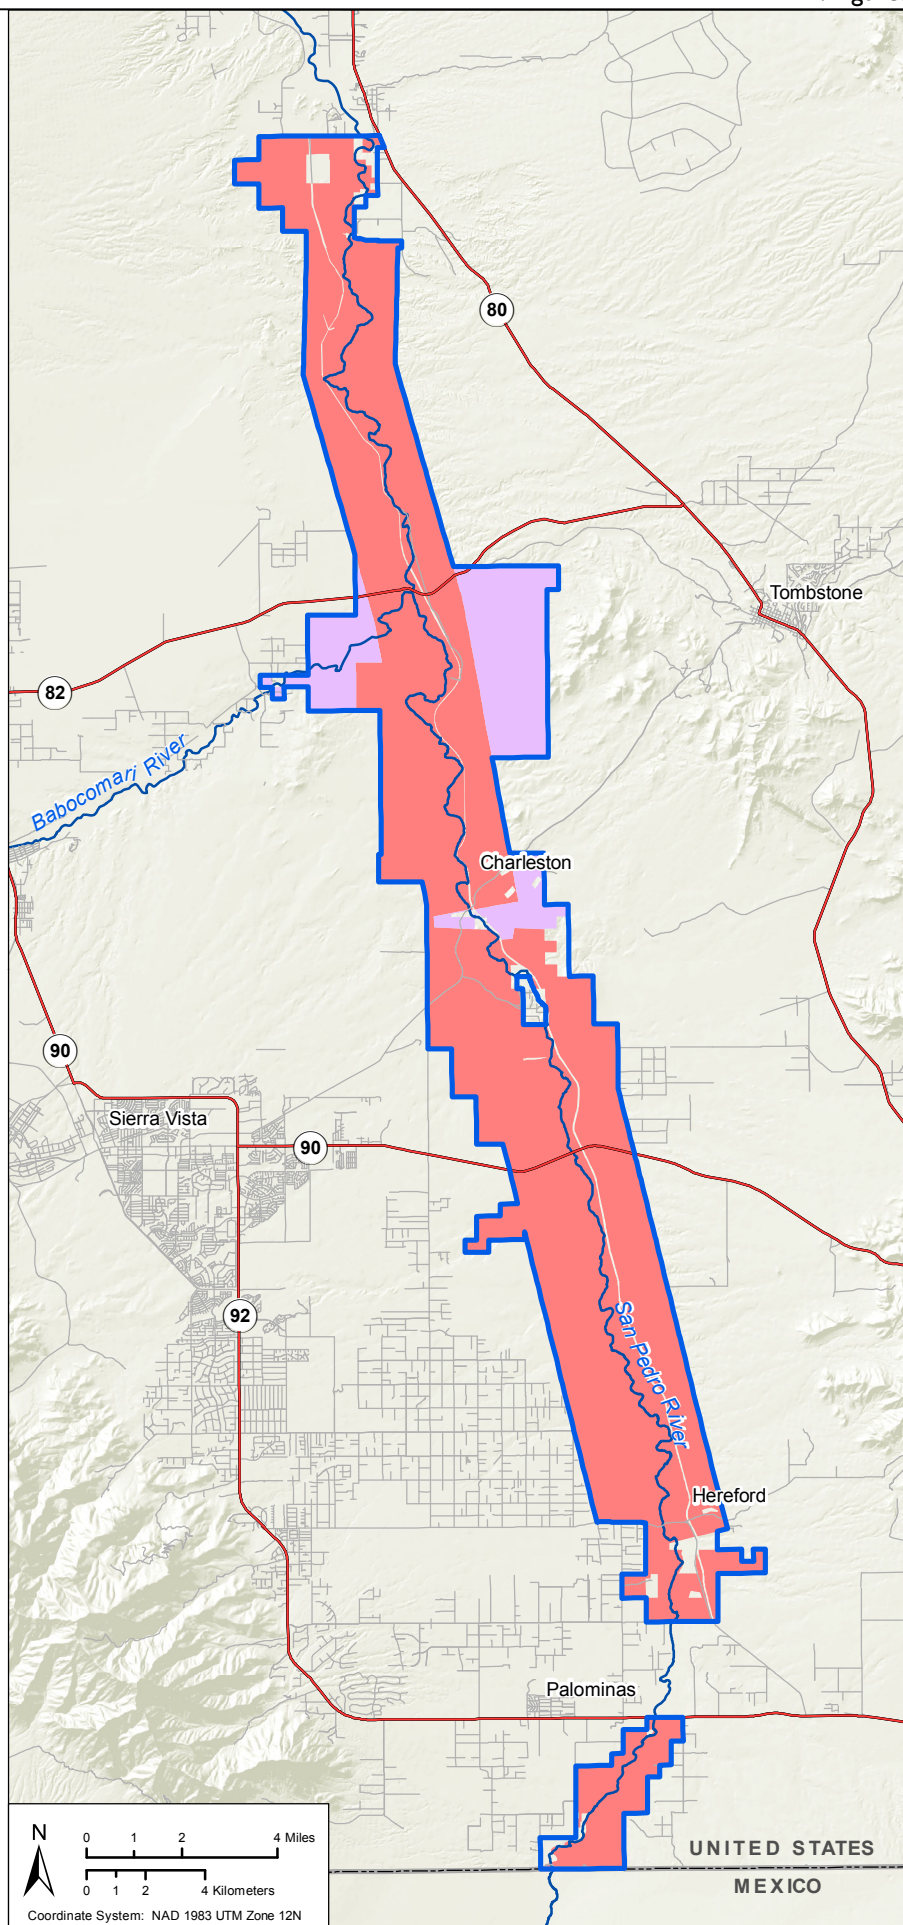 80
Tombstone
82
Babocomari River
Charleston
90
Sierra Vista
90
92
San Pedro River
Hereford
Palominas
UNITED STATES
MEXICO
N
0 1 2 4 Miles
0 1 2 4 Kilometers
Coordinate System: NAD 1983 UTM Zone 12N